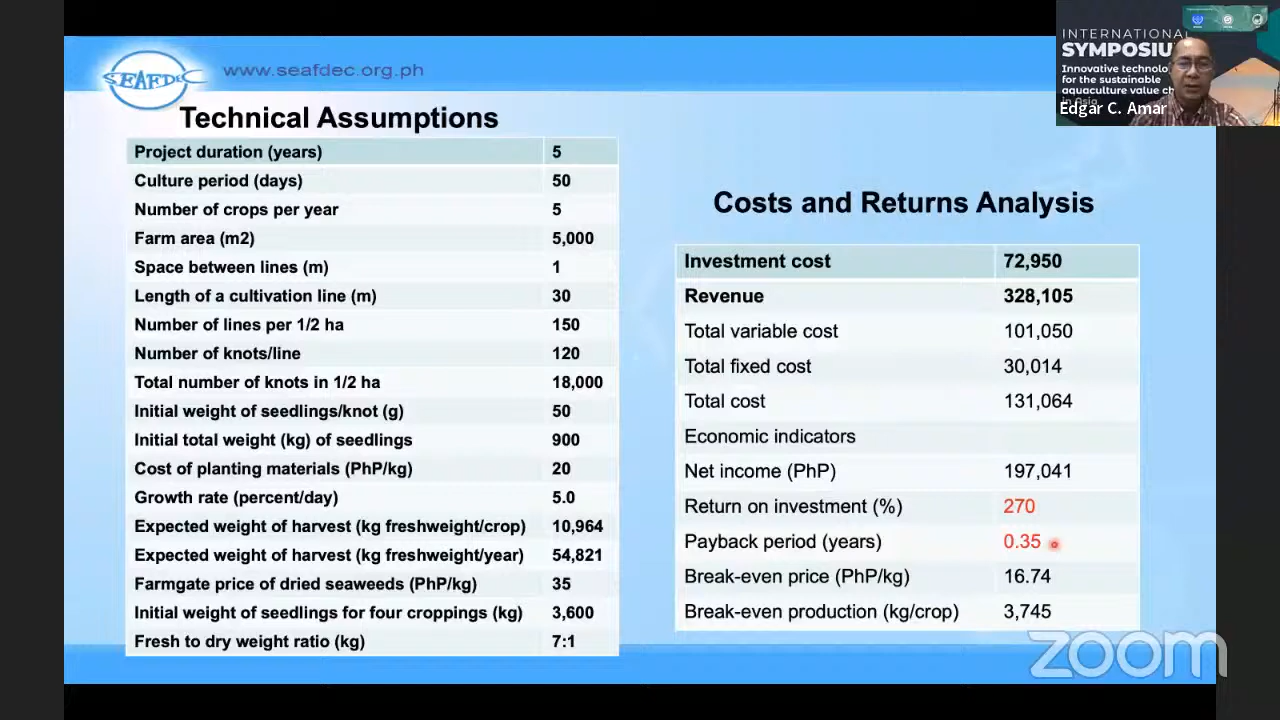 SEAFDEC
www.seafdec.org.ph
INTERNATIONAL
SYMPOSIU
Innovative technolo
for the sustainable
aquaculture value ch
in Asia
Edgar C. Amar
Technical Assumptions
Project duration (years) 5
Culture period (days) 50
Number of crops per year 5
Farm area (m2) 5,000
Space between lines (m) 1
Length of a cultivation line (m) 30
Number of lines per 1/2 ha 150
Number of knots/line 120
Total number of knots in 1/2 ha 18,000
Initial weight of seedlings/knot (g) 50
Initial total weight (kg) of seedlings 900
Cost of planting materials (PhP/kg) 20
Growth rate (percent/day) 5.0
Expected weight of harvest (kg freshweight/crop) 10,964
Expected weight of harvest (kg freshweight/year) 54,821
Farmgate price of dried seaweeds (PhP/kg) 35
Initial weight of seedlings for four croppings (kg) 3,600
Fresh to dry weight ratio (kg) 7:1
Costs and Returns Analysis
Investment cost 72,950
Revenue 328,105
Total variable cost 101,050
Total fixed cost 30,014
Total cost 131,064
Economic indicators
Net income (PhP) 197,041
Return on investment (%) 270
Payback period (years) 0.35
Break-even price (PhP/kg) 16.74
Break-even production (kg/crop) 3,745
zoom